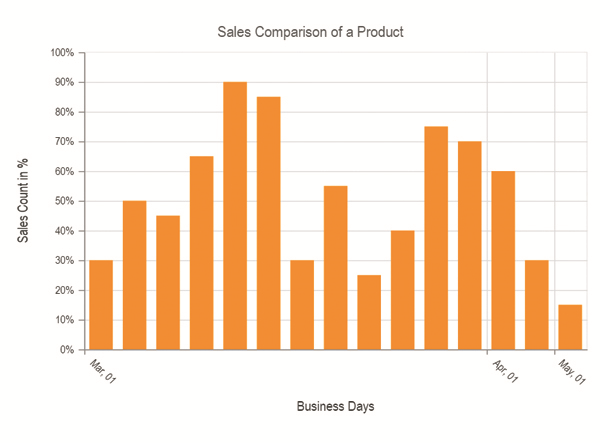 Sales Comparison of a Product
100%
90%
80%
70%
60%
50%
40%
30%
20%
10%
0%
Sales Count in %
Mar, 01
Apr, 01
May, 01
Business Days